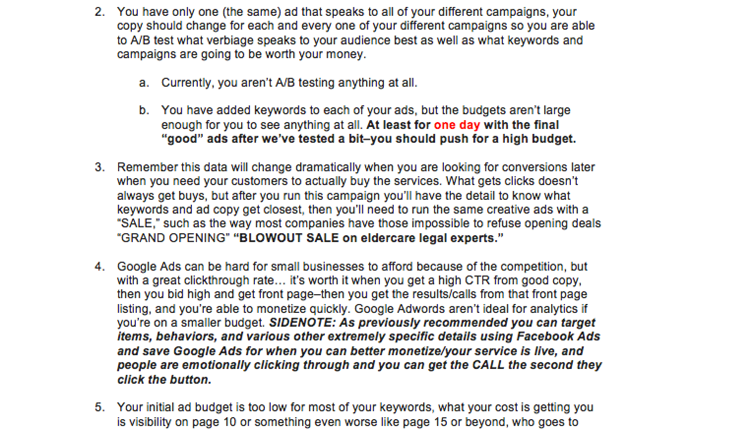 2. You have only one (the same) ad that speaks to all of your different campaigns, your
copy should change for each and every one of your different campaigns so you are able
to A/B test what verbiage speaks to your audience best as well as what keywords and
campaigns are going to be worth your money.
a. Currently, you aren't A/B testing anything at all.
b. You have added keywords to each of your ads, but the budgets aren't large
enough for you to see anything at all. At least for one day with the final
“good” ads after we've tested a bit–you should push for a high budget.
3. Remember this data will change dramatically when you are looking for conversions later
when you need your customers to actually buy the services. What gets clicks doesn't
always get buys, but after you run this campaign you'll have the detail to know what
keywords and ad copy get closest, then you'll need to run the same creative ads with a
“SALE,” such as the way most companies have those impossible to refuse opening deals
“GRAND OPENING” “BLOWOUT SALE on eldercare legal experts.”
4. Google Ads can be hard for small businesses to afford because of the competition, but
with a great clickthrough rate… it's worth it when you get a high CTR from good copy,
then you bid high and get front page–then you get the results/calls from that front page
listing, and you're able to monetize quickly. Google Adwords aren't ideal for analytics if
you're on a smaller budget. SIDENOTE: As previously recommended you can target
items, behaviors, and various other extremely specific details using Facebook Ads
and save Google Ads for when you can better monetize/your service is live, and
people are emotionally clicking through and you can get the CALL the second they
click the button.
5. Your initial ad budget is too low for most of your keywords, what your cost is getting you
is visibility on page 10 or something even worse like page 15 or beyond, who goes to